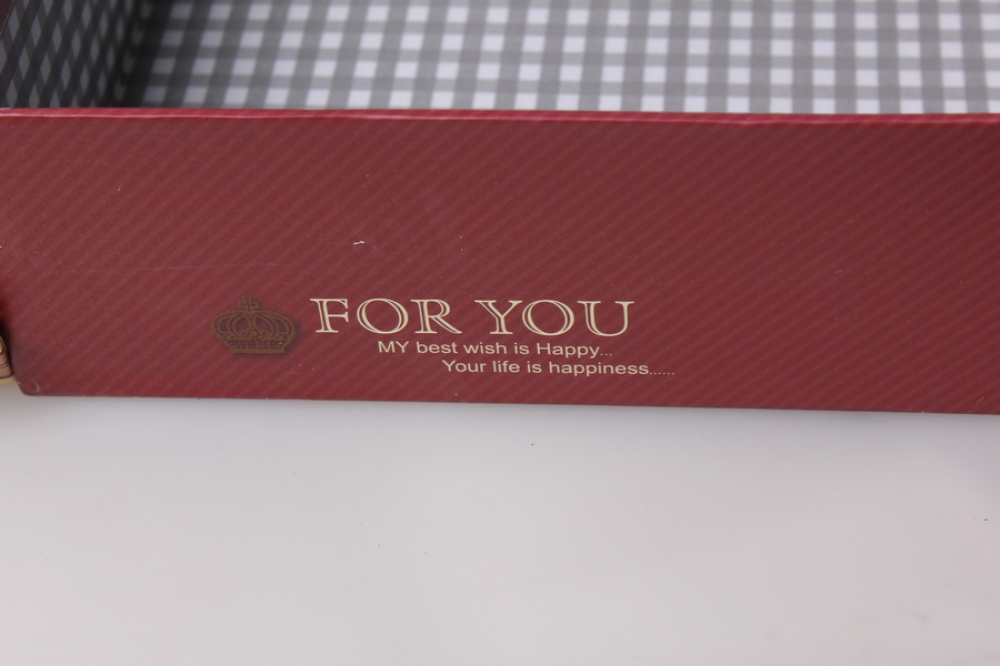 FOR YOU
MY best wish is Happy...
Your life is happiness......